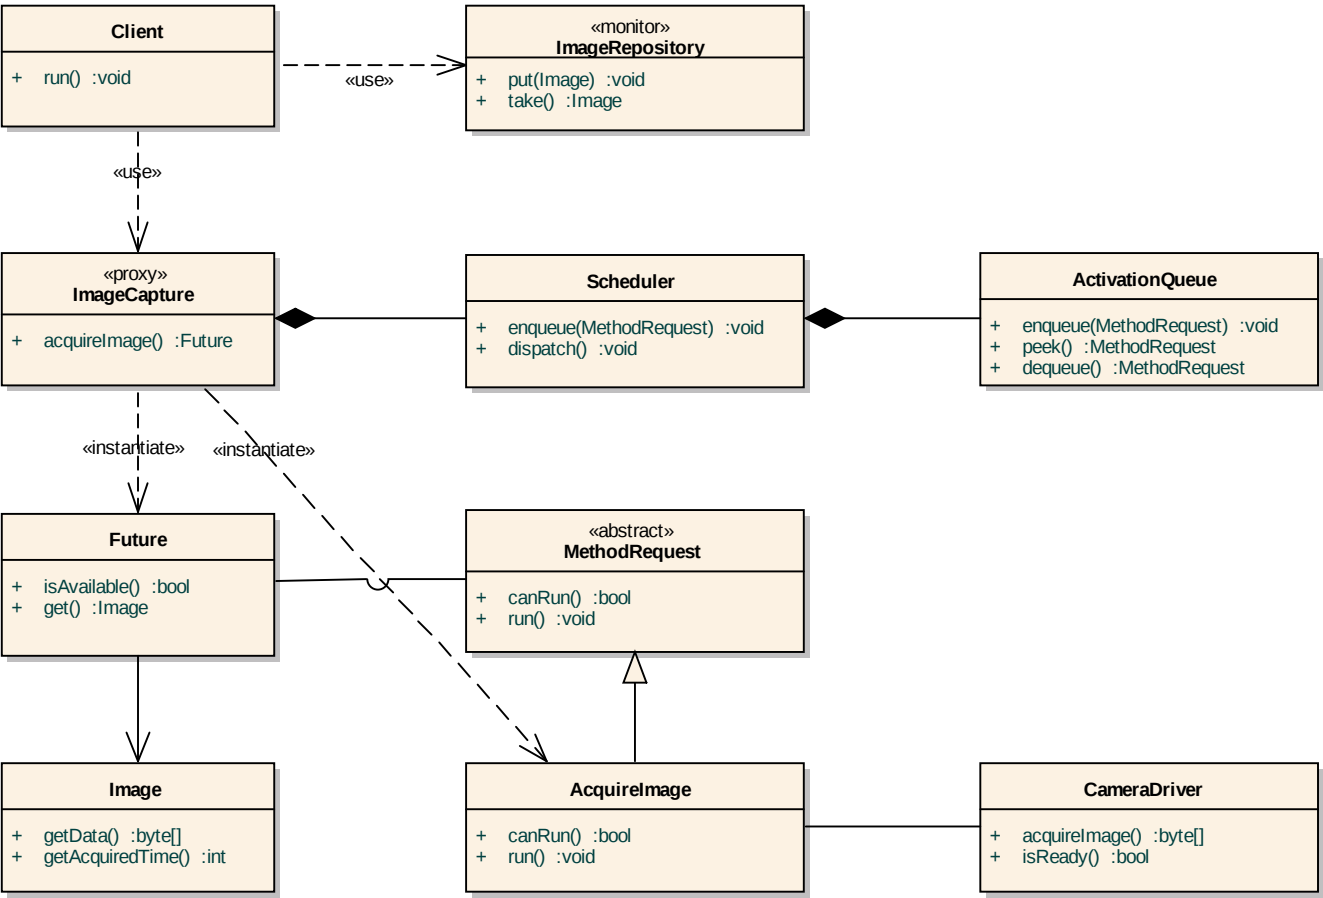 Client
+ run() :void
«use»
«monitor»
ImageRepository
+ put(Image) :void
+ take() :Image
«use»
«proxy»
ImageCapture
+ acquireImage() :Future
Scheduler
+ enqueue(MethodRequest) :void
+ dispatch() :void
ActivationQueue
+ enqueue(MethodRequest) :void
+ peek() :MethodRequest
+ dequeue() :MethodRequest
«instantiate»
«instantiate»
Future
+ isAvailable() :bool
+ get() :Image
«abstract»
MethodRequest
+ canRun() :bool
+ run() :void
Image
+ getData() :byte[]
+ getAcquiredTime() :int
AcquireImage
+ canRun() :bool
+ run() :void
CameraDriver
+ acquireImage() :byte[]
+ isReady() :bool